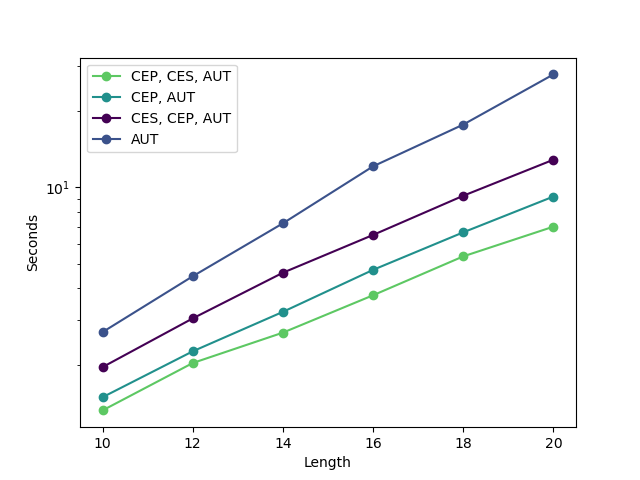 CEP, CES, AUT
CEP, AUT
CES, CEP, AUT
AUT
10¹
Seconds
10 12 14 16 18 20
Length